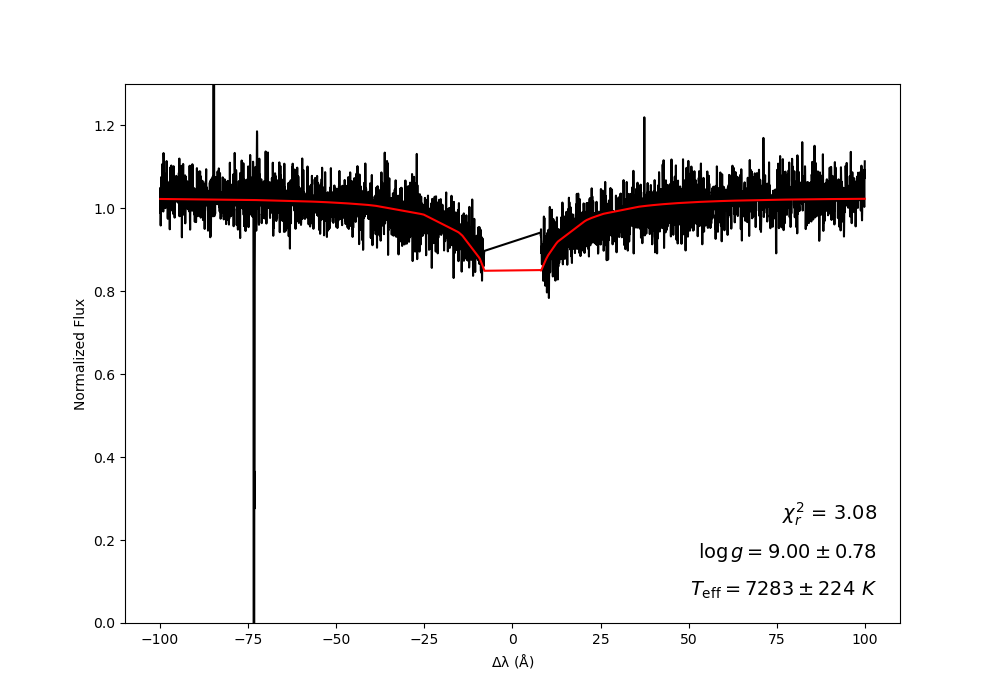 1.2
1.0
0.8
0.6
0.4
0.2
0.0
Normalized Flux
χ²ᵣ = 3.08
log g = 9.00 ± 0.78
T_eff = 7283 ± 224 K
−100 −75 −50 −25 0 25 50 75 100
Δλ (Å)